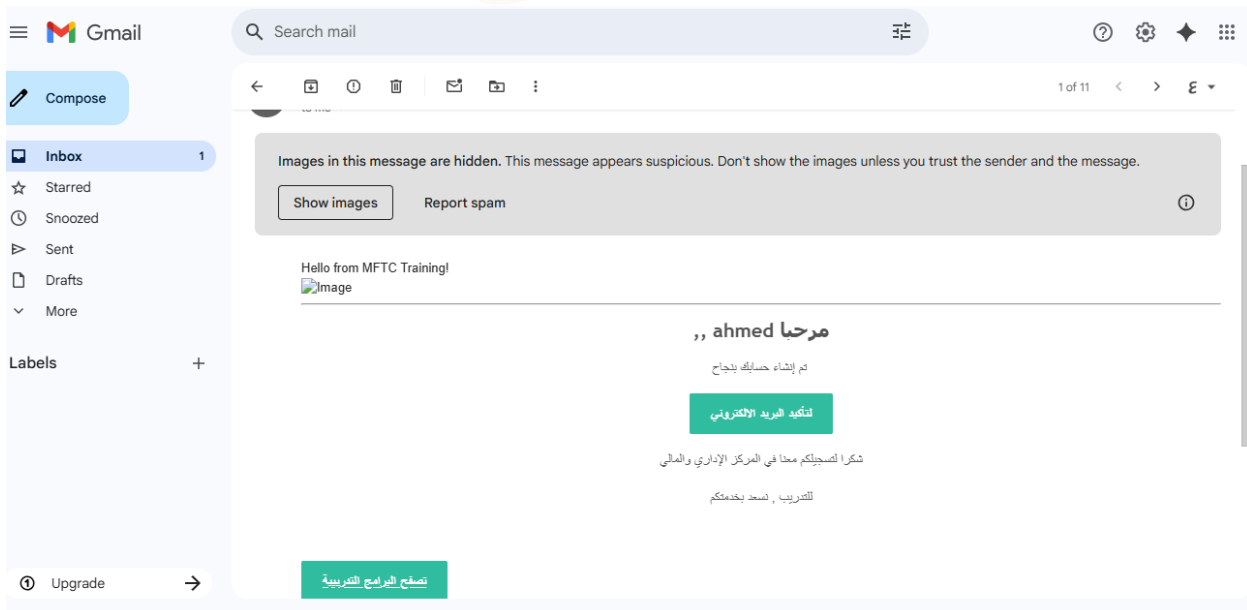 Gmail
Search mail
Compose
1 of 11
ع
Inbox 1
Starred
Snoozed
Sent
Drafts
More
Labels
Upgrade
to me
Images in this message are hidden. This message appears suspicious. Don't show the images unless you trust the sender and the message.
Show images Report spam
Hello from MFTC Training!
Image
مرحبا ahmed ,,
تم إنشاء حسابك بنجاح
لتأكيد البريد الالكتروني
شكرا لتسجيلكم معنا في المركز الإداري والمالي
للتدريب , نسعد بخدمتكم
تصفح البرامج التدريبية